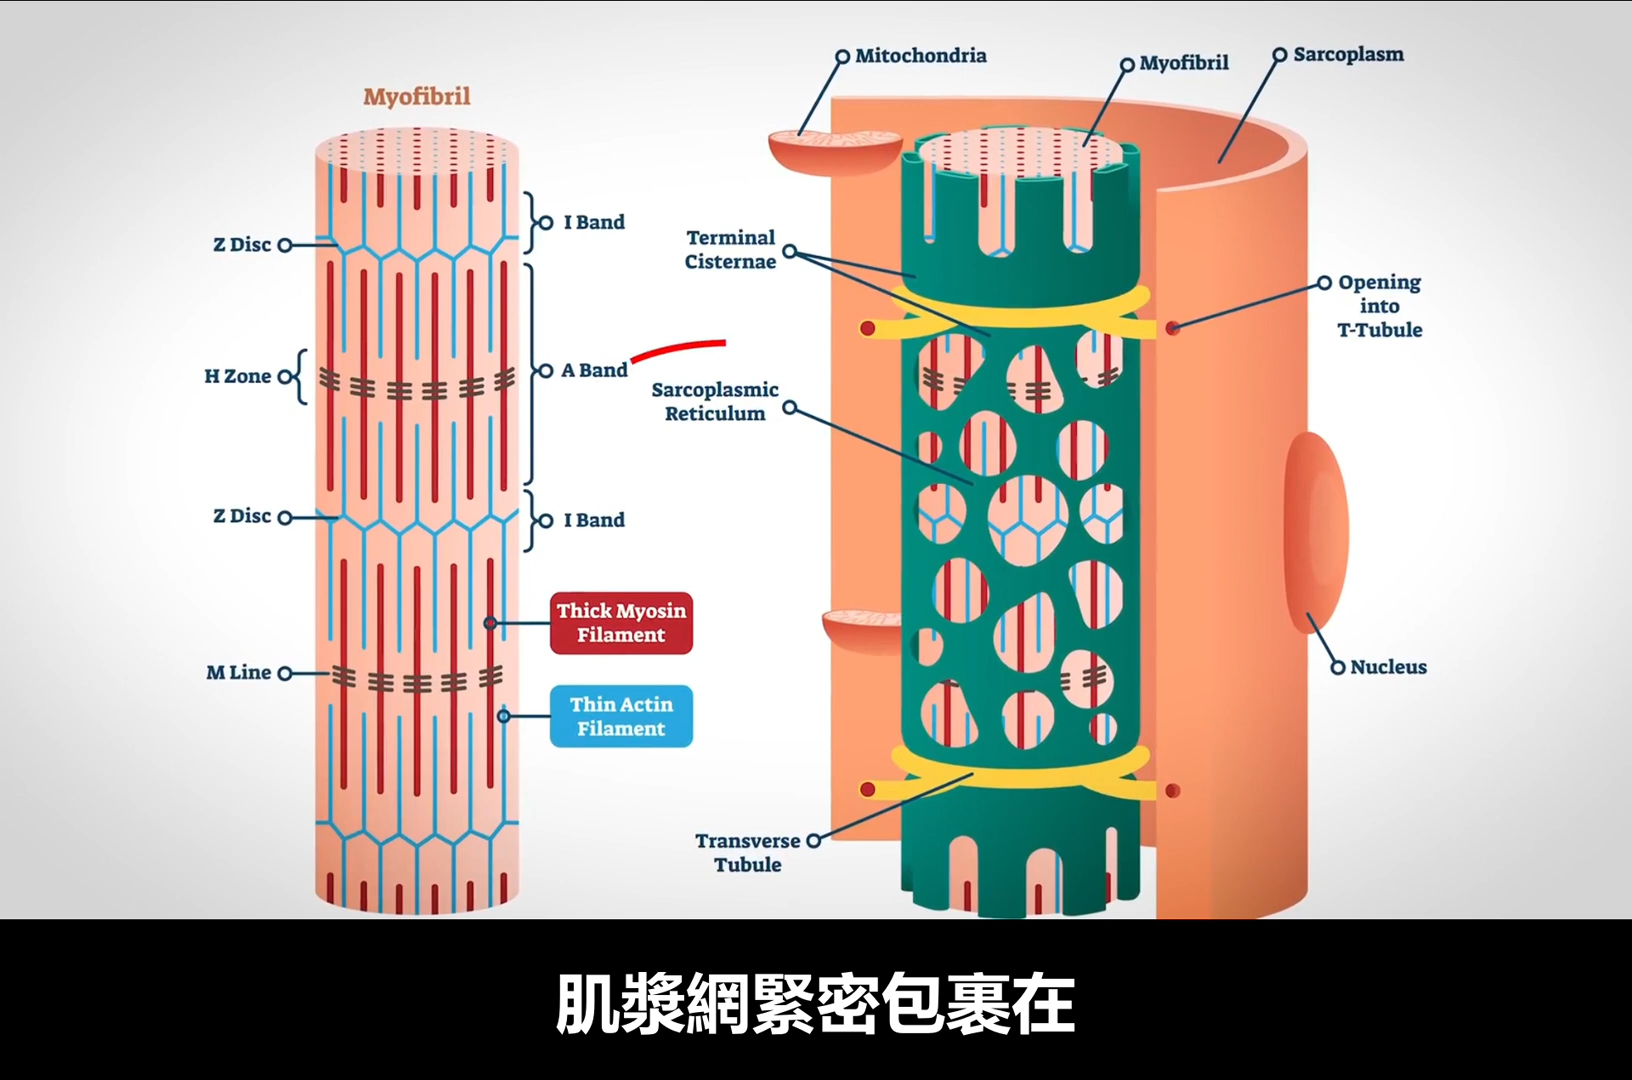 Myofibril
I Band
Z Disc
H Zone
A Band
Z Disc
I Band
Thick Myosin
Filament
M Line
Thin Actin
Filament
Mitochondria
Myofibril
Sarcoplasm
Terminal
Cisternae
Opening
into
T-Tubule
Sarcoplasmic
Reticulum
Nucleus
Transverse
Tubule
肌漿網緊密包裹在